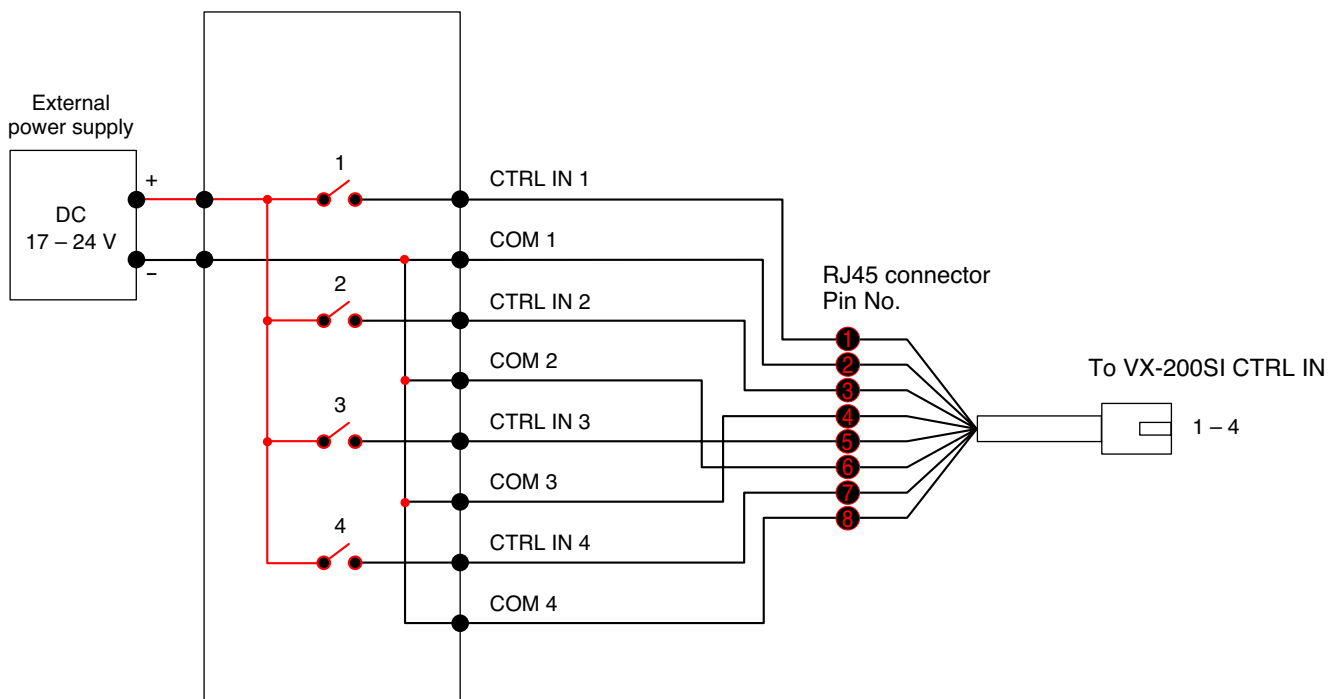 External
power supply
+
DC
17 – 24 V
–
1
2
3
4
CTRL IN 1
COM 1
CTRL IN 2
COM 2
CTRL IN 3
COM 3
CTRL IN 4
COM 4
RJ45 connector
Pin No.
1
2
3
4
5
6
7
8
To VX-200SI CTRL IN
1 – 4